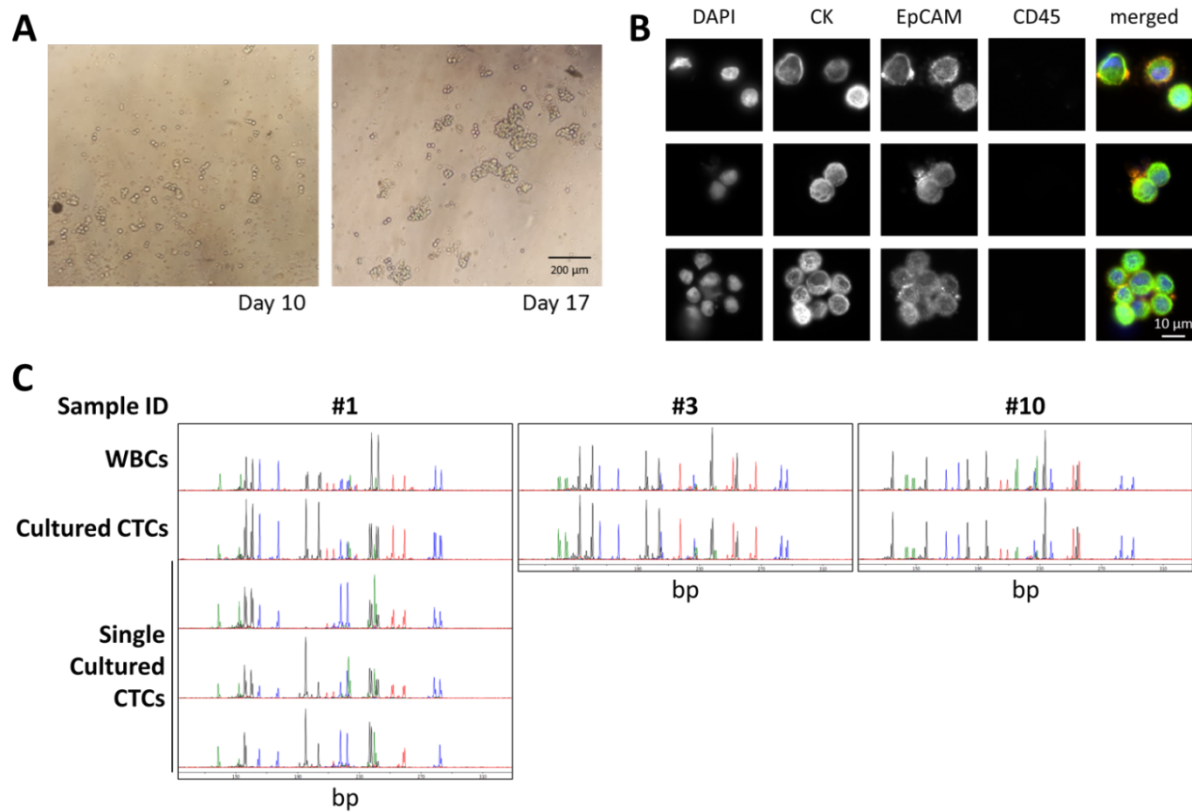 A
Day 10
200 µm
Day 17
B
DAPI CK EpCAM CD45 merged
10 µm
C
Sample ID #1 #3 #10
WBCs
Cultured CTCs
Single
Cultured
CTCs
bp bp bp